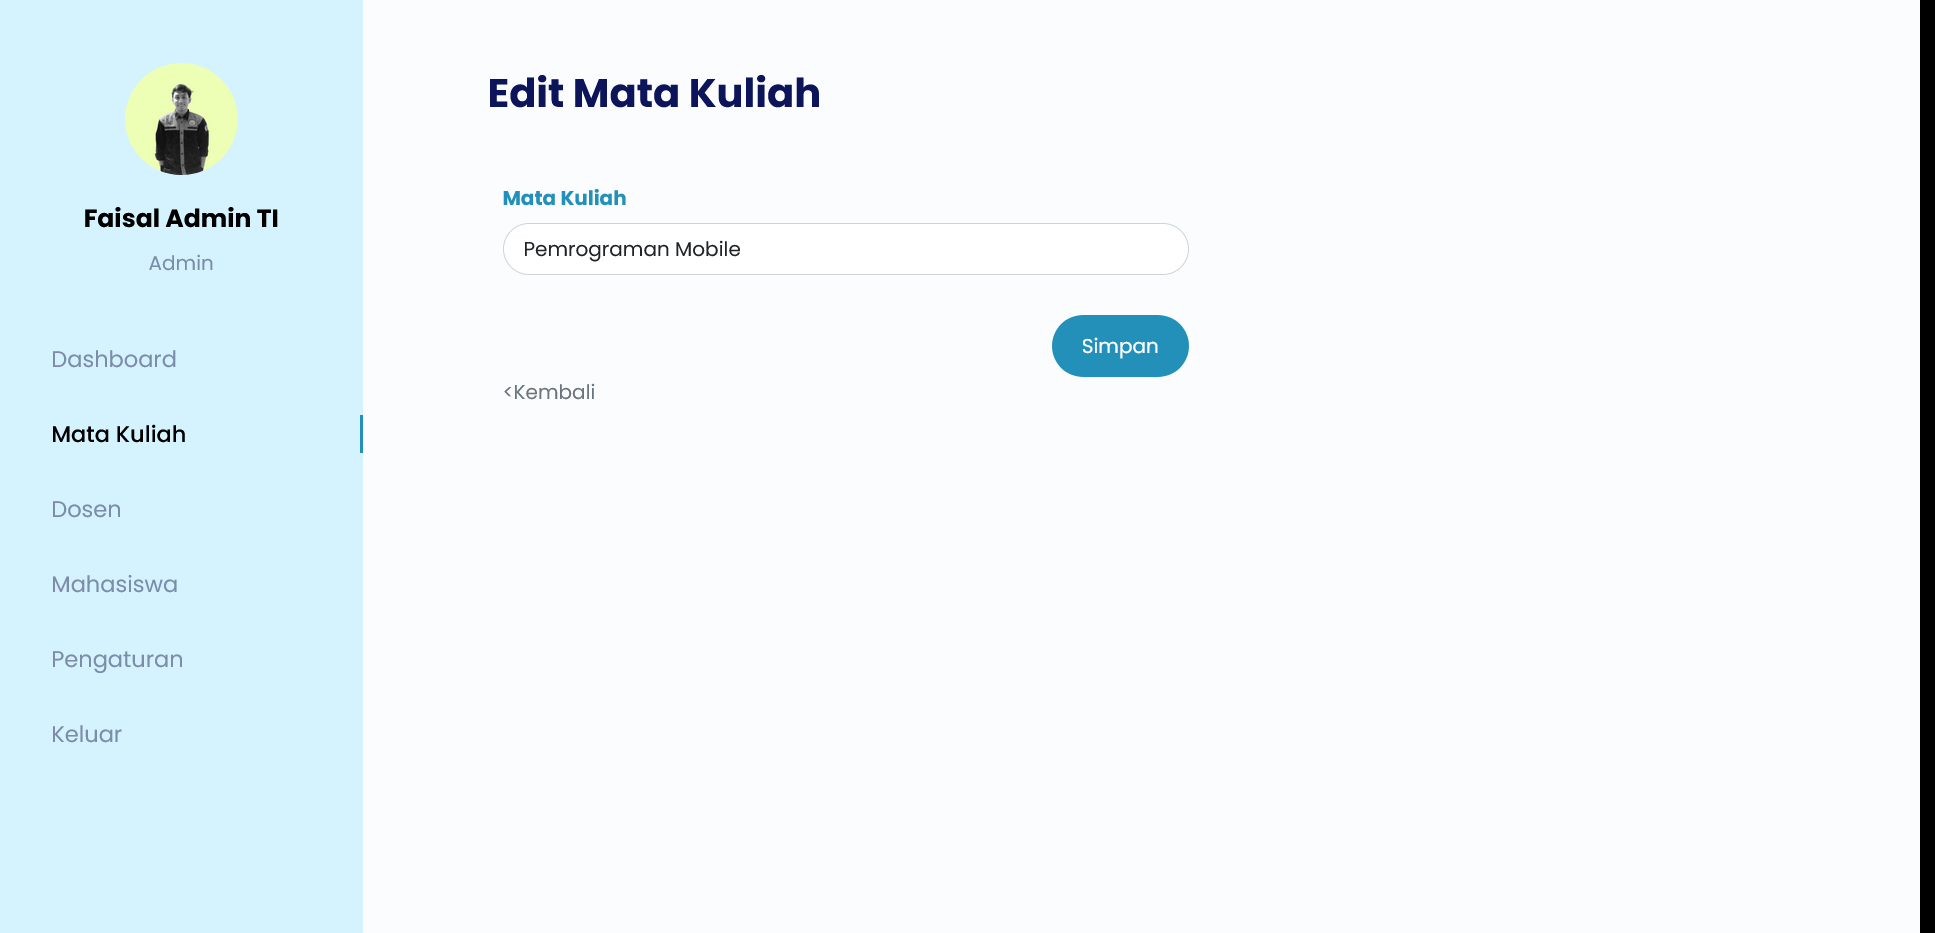 Faisal Admin TI
Admin
Dashboard
Mata Kuliah
Dosen
Mahasiswa
Pengaturan
Keluar
Edit Mata Kuliah
Mata Kuliah
Pemrograman Mobile
Simpan
<Kembali